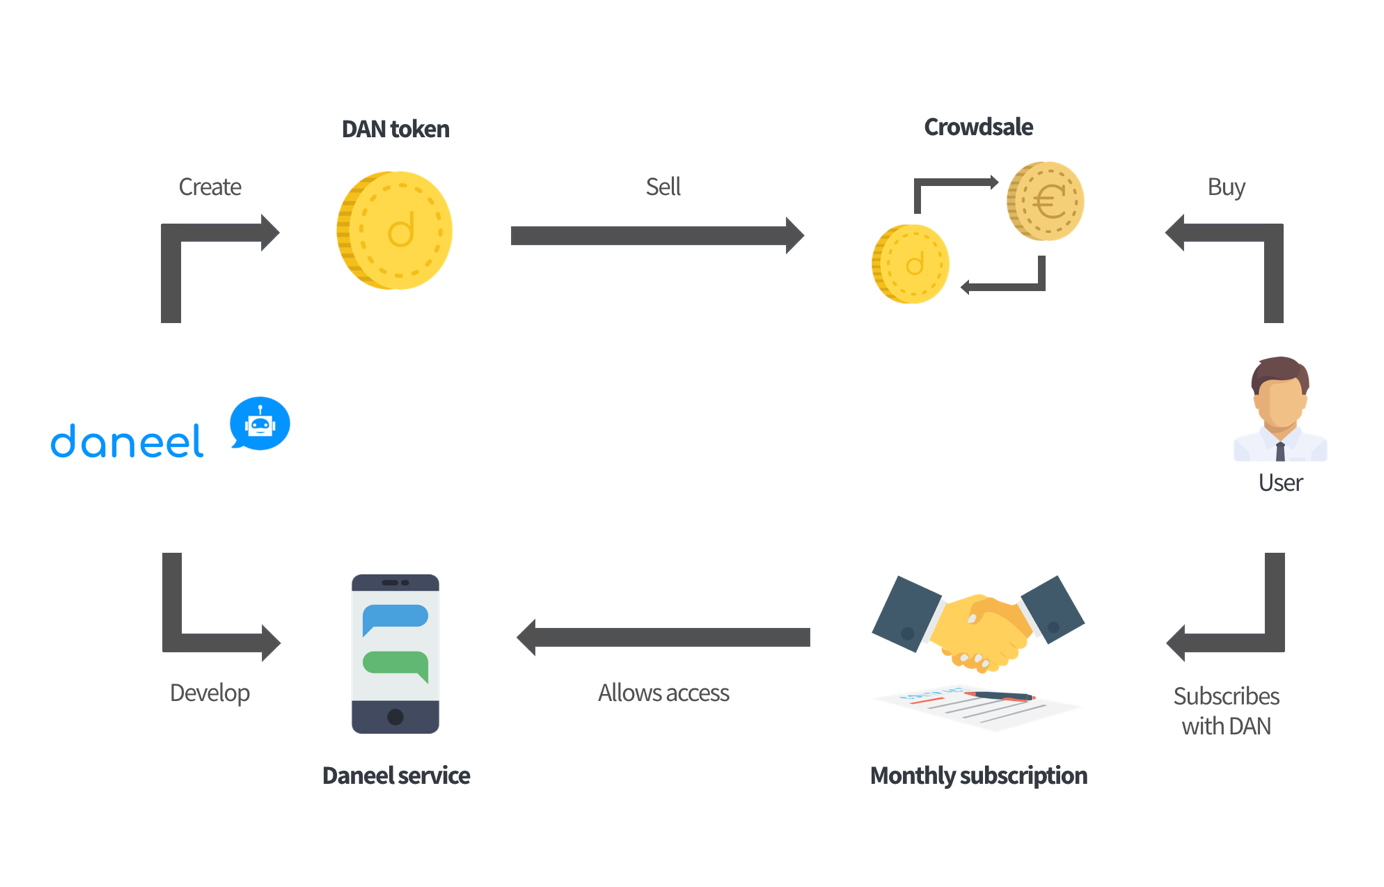 DAN token
Crowdsale
Create
Sell
Buy
d
€
d
daneel
User
Develop
Allows access
Subscribes
with DAN
Daneel service
Monthly subscription